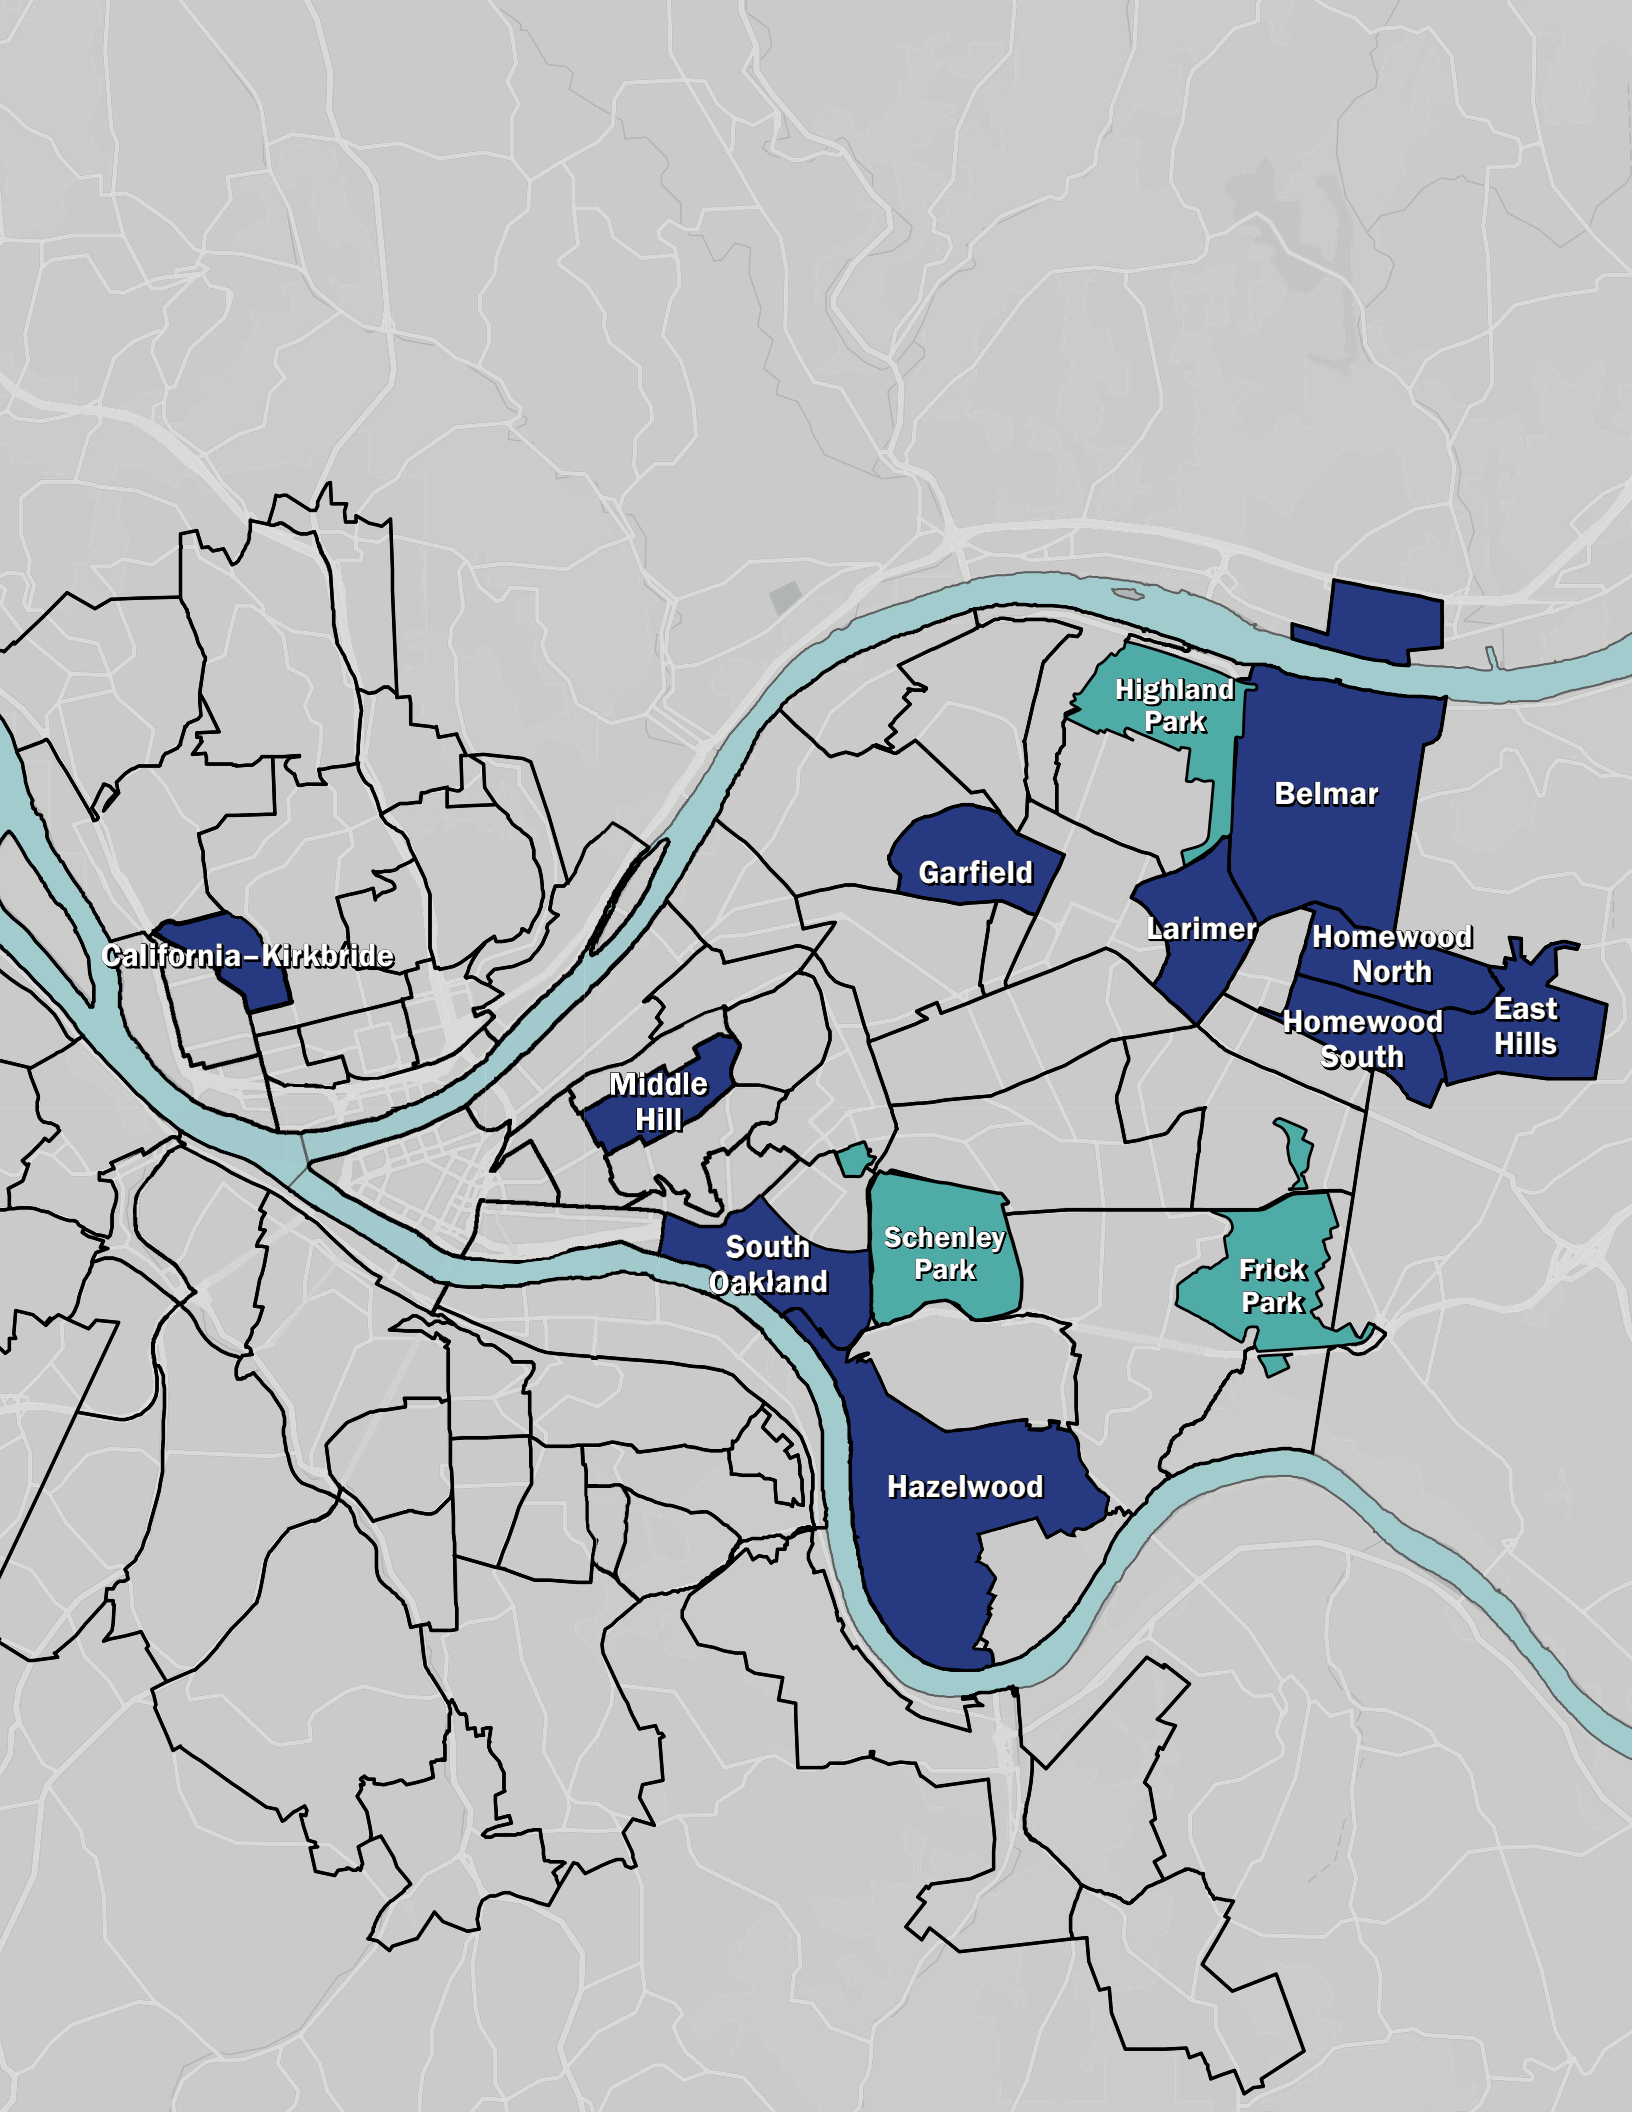 Highland
Park
Belmar
Garfield
Larimer
Homewood
North
California–Kirkbride
East
Hills
Homewood
South
Middle
Hill
South
Oakland
Schenley
Park
Frick
Park
Hazelwood